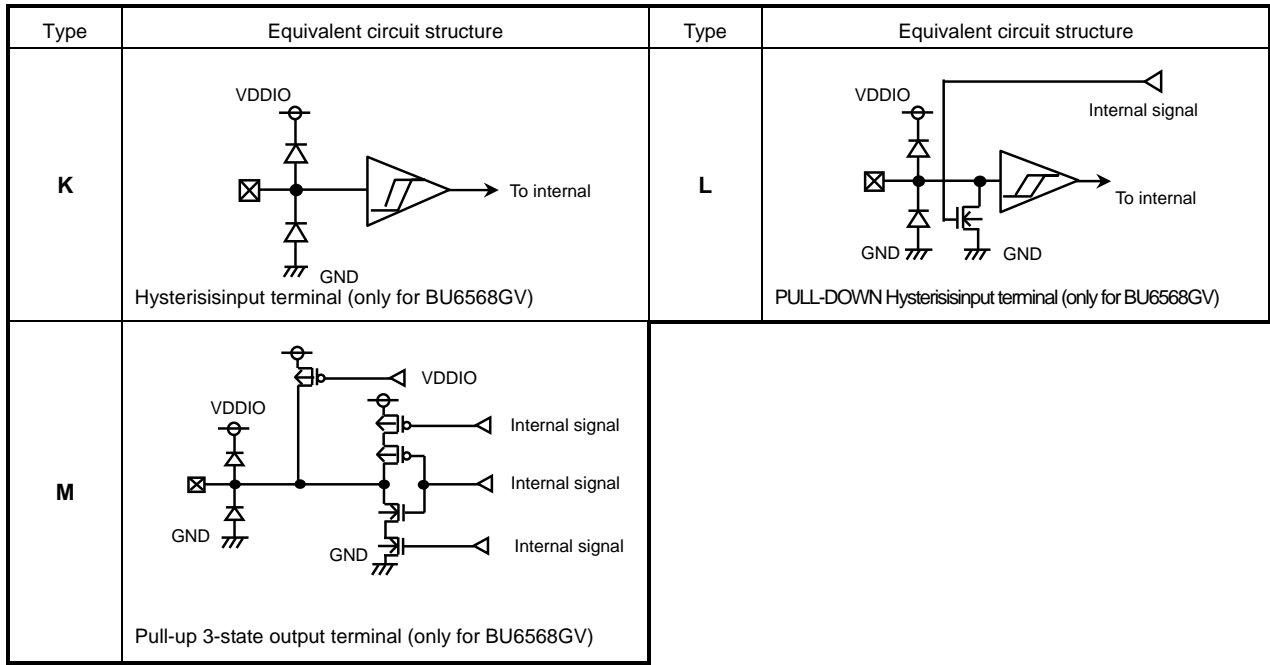 Type
Equivalent circuit structure
Type
Equivalent circuit structure
K
VDDIO
To internal
GND
Hysterisisinput terminal (only for BU6568GV)
L
VDDIO
Internal signal
To internal
GND
GND
PULL-DOWN Hysterisisinput terminal (only for BU6568GV)
M
VDDIO
VDDIO
Internal signal
Internal signal
GND
GND
Internal signal
Pull-up 3-state output terminal (only for BU6568GV)